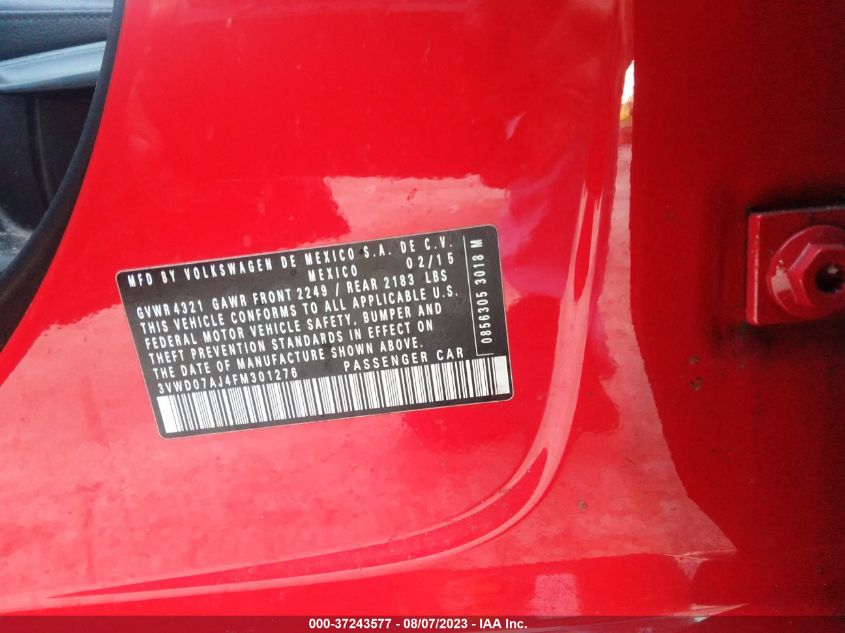 MFD BY VOLKSWAGEN DE MEXICO S.A. DE C.V.
MEXICO 02/15
GVWR 4321 GAWR FRONT 2249 / REAR 2183 LBS
THIS VEHICLE CONFORMS TO ALL APPLICABLE U.S.
FEDERAL MOTOR VEHICLE SAFETY, BUMPER AND
THEFT PREVENTION STANDARDS IN EFFECT ON
THE DATE OF MANUFACTURE SHOWN ABOVE.
3VWD07AJ4FM301276 PASSENGER CAR
0856305 3018 M
000-37243577 - 08/07/2023 - IAA Inc.